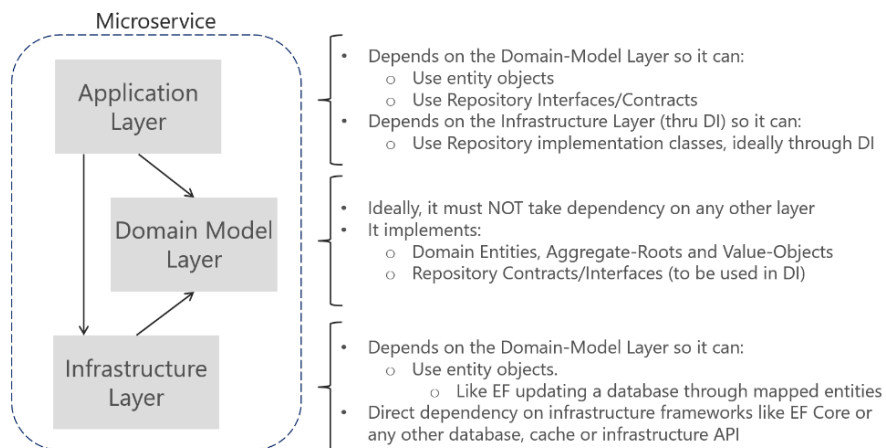 Microservice
Application
Layer
Domain Model
Layer
Infrastructure
Layer
• Depends on the Domain-Model Layer so it can:
o Use entity objects
o Use Repository Interfaces/Contracts
• Depends on the Infrastructure Layer (thru DI) so it can:
o Use Repository implementation classes, ideally through DI
• Ideally, it must NOT take dependency on any other layer
• It implements:
o Domain Entities, Aggregate-Roots and Value-Objects
o Repository Contracts/Interfaces (to be used in DI)
• Depends on the Domain-Model Layer so it can:
o Use entity objects.
o Like EF updating a database through mapped entities
• Direct dependency on infrastructure frameworks like EF Core or
any other database, cache or infrastructure API